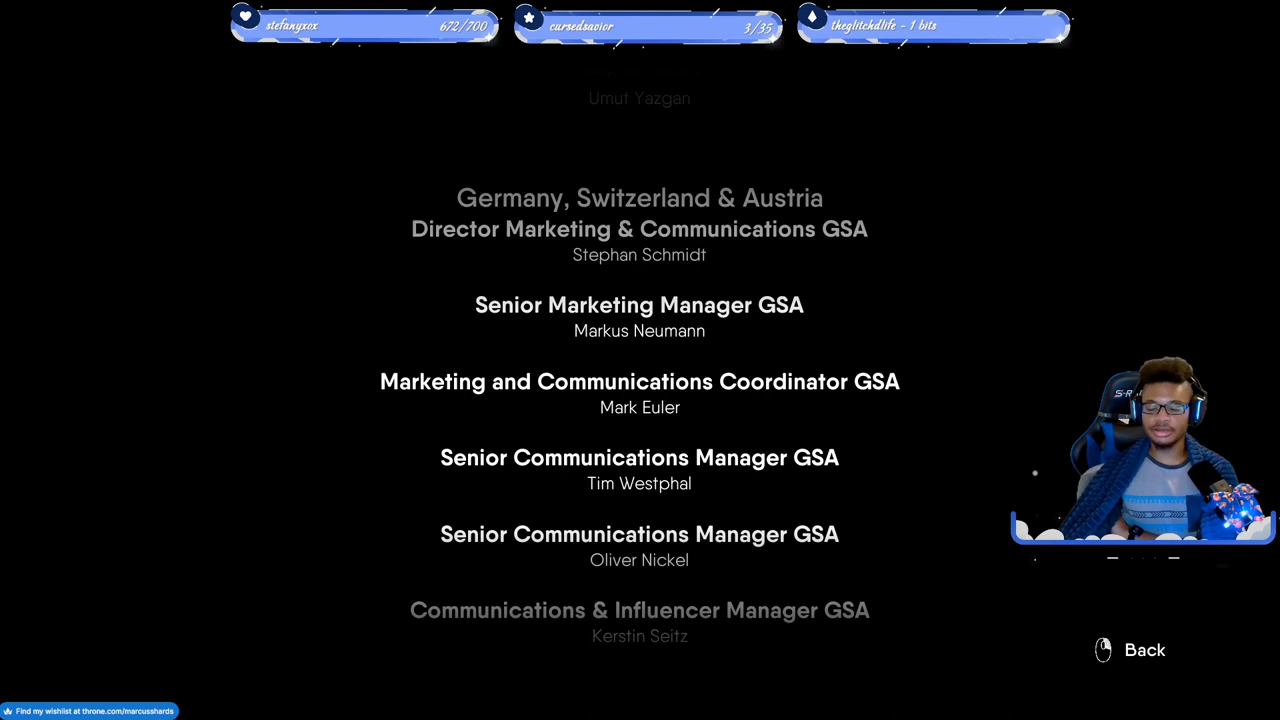 stefanyxox 672/700
cursedsavior 3/35
theglitchdlife - 1 bits
Umut Yazgan
Germany, Switzerland & Austria
Director Marketing & Communications GSA
Stephan Schmidt
Senior Marketing Manager GSA
Markus Neumann
Marketing and Communications Coordinator GSA
Mark Euler
Senior Communications Manager GSA
Tim Westphal
Senior Communications Manager GSA
Oliver Nickel
Communications & Influencer Manager GSA
Kerstin Seitz
Back
Find my wishlist at throne.com/marcusshards